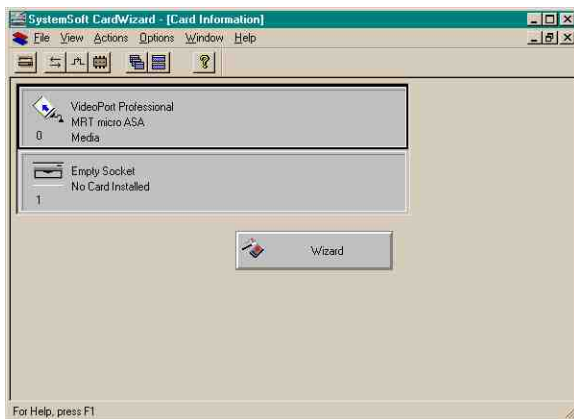 SystemSoft CardWizard - [Card Information]
File View Actions Options Window Help
?
VideoPort Professional
MRT micro ASA
0 Media
Empty Socket
No Card Installed
1
Wizard
For Help, press F1